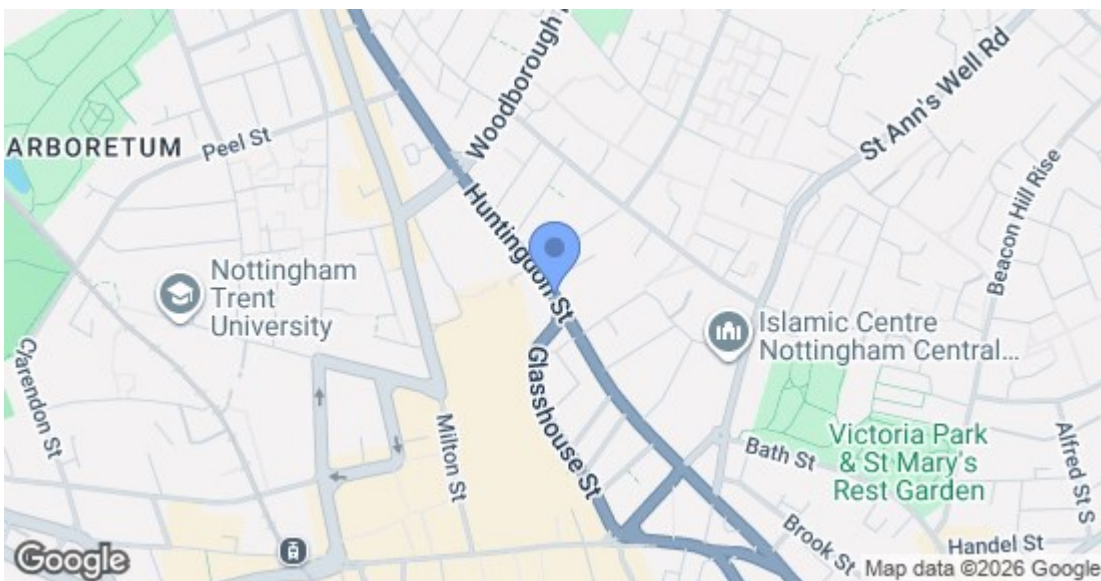 Woodborough
St Ann's Well Rd
ARBORETUM
Peel St
Huntingdon St
Beacon Hill Rise
Nottingham
Trent
University
Islamic Centre
Nottingham Central...
Clarendon St
Glasshouse St
Milton St
Victoria Park
& St Mary's
Rest Garden
Bath St
Alfred St S
Brook St
Handel St
Google
Map data ©2026 Google